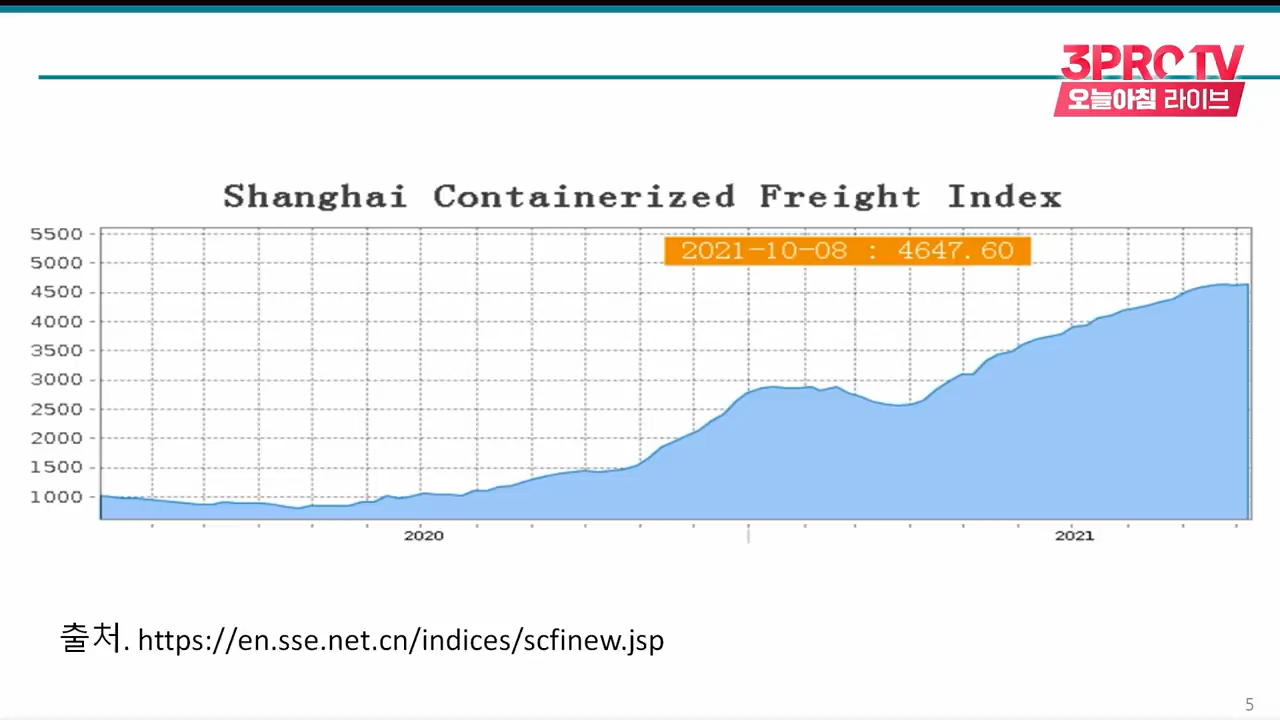 3PRO TV
오늘아침 라이브
Shanghai Containerized Freight Index
2021-10-08 : 4647.60
5500
5000
4500
4000
3500
3000
2500
2000
1500
1000
2020
2021
출처. https://en.sse.net.cn/indices/scfinew.jsp
5